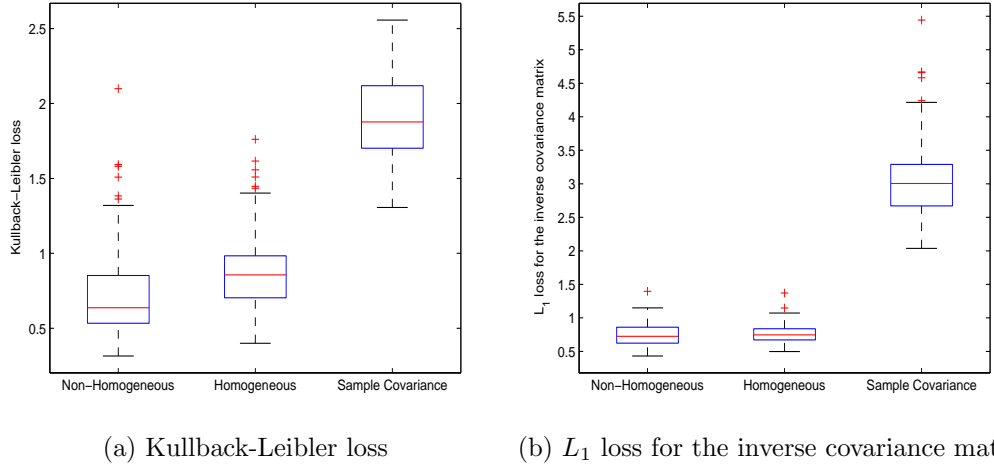 Kullback−Leibler loss
2.5
2
1.5
1
0.5
Non−Homogeneous Homogeneous Sample Covariance
L1 loss for the inverse covariance matrix
5.5
5
4.5
4
3.5
3
2.5
2
1.5
1
0.5
Non−Homogeneous Homogeneous Sample Covariance
(a) Kullback-Leibler loss
(b) L1 loss for the inverse covariance mat